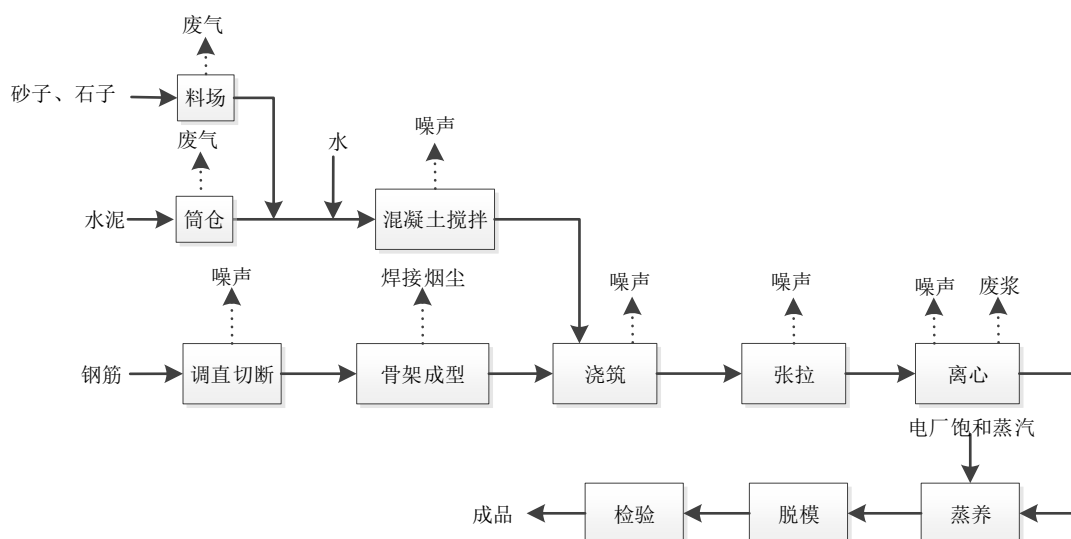 废气
砂子、石子
料场
废气
水
噪声
水泥
筒仓
混凝土搅拌
噪声
焊接烟尘
噪声
噪声
噪声
废浆
钢筋
调直切断
骨架成型
浇筑
张拉
离心
电厂饱和蒸汽
成品
检验
脱模
蒸养